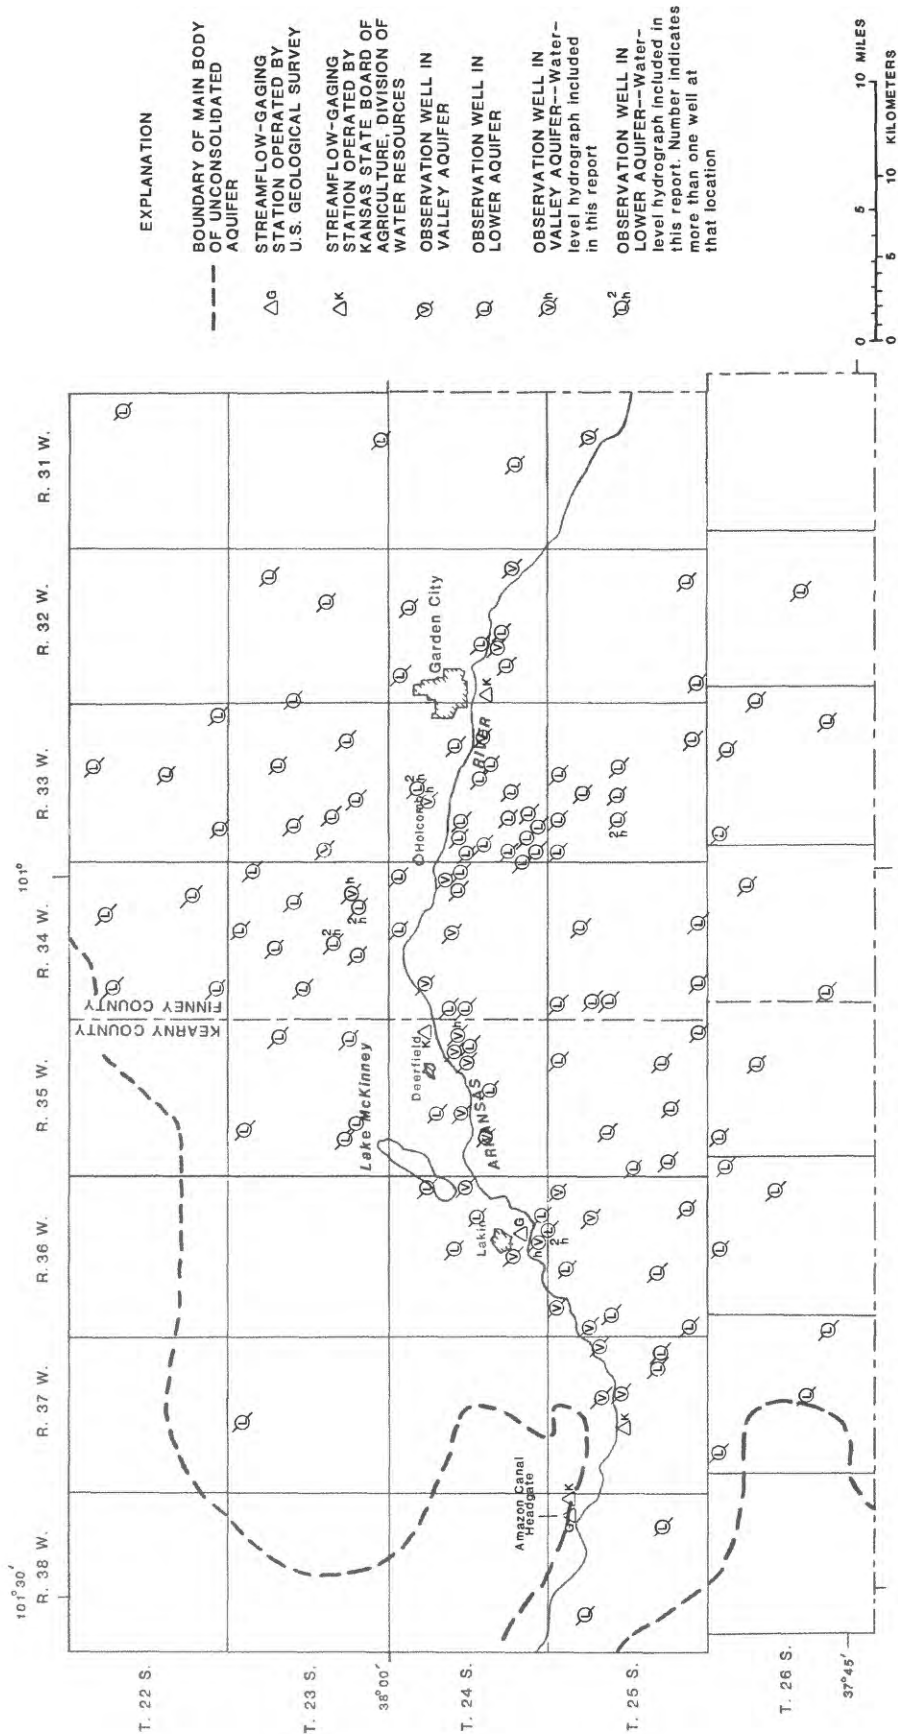 EXPLANATION
BOUNDARY OF MAIN BODY
OF UNCONSOLIDATED
AQUIFER
△G
STREAMFLOW-GAGING
STATION OPERATED BY
U.S. GEOLOGICAL SURVEY
△K
STREAMFLOW-GAGING
STATION OPERATED BY
KANSAS STATE BOARD OF
AGRICULTURE, DIVISION OF
WATER RESOURCES
V
OBSERVATION WELL IN
VALLEY AQUIFER
L
OBSERVATION WELL IN
LOWER AQUIFER
V h
OBSERVATION WELL IN
VALLEY AQUIFER--Water-
level hydrograph included
in this report
L h 2
OBSERVATION WELL IN
LOWER AQUIFER--Water-
level hydrograph included in
this report. Number indicates
more than one well at
that location
0 5 10 MILES
0 5 10 KILOMETERS
101°30'
101°
R. 38 W.
R. 37 W.
R. 36 W.
R. 35 W.
R. 34 W.
R. 33 W.
R. 32 W.
R. 31 W.
T. 22 S.
T. 23 S.
38°00'
T. 24 S.
T. 25 S.
T. 26 S.
37°45'
KEARNY COUNTY
FINNEY COUNTY
Lake McKinney
Deerfield
Lakin
Holcomb
Garden City
ARKANSAS
RIVER
Amazon Canal
Headgate